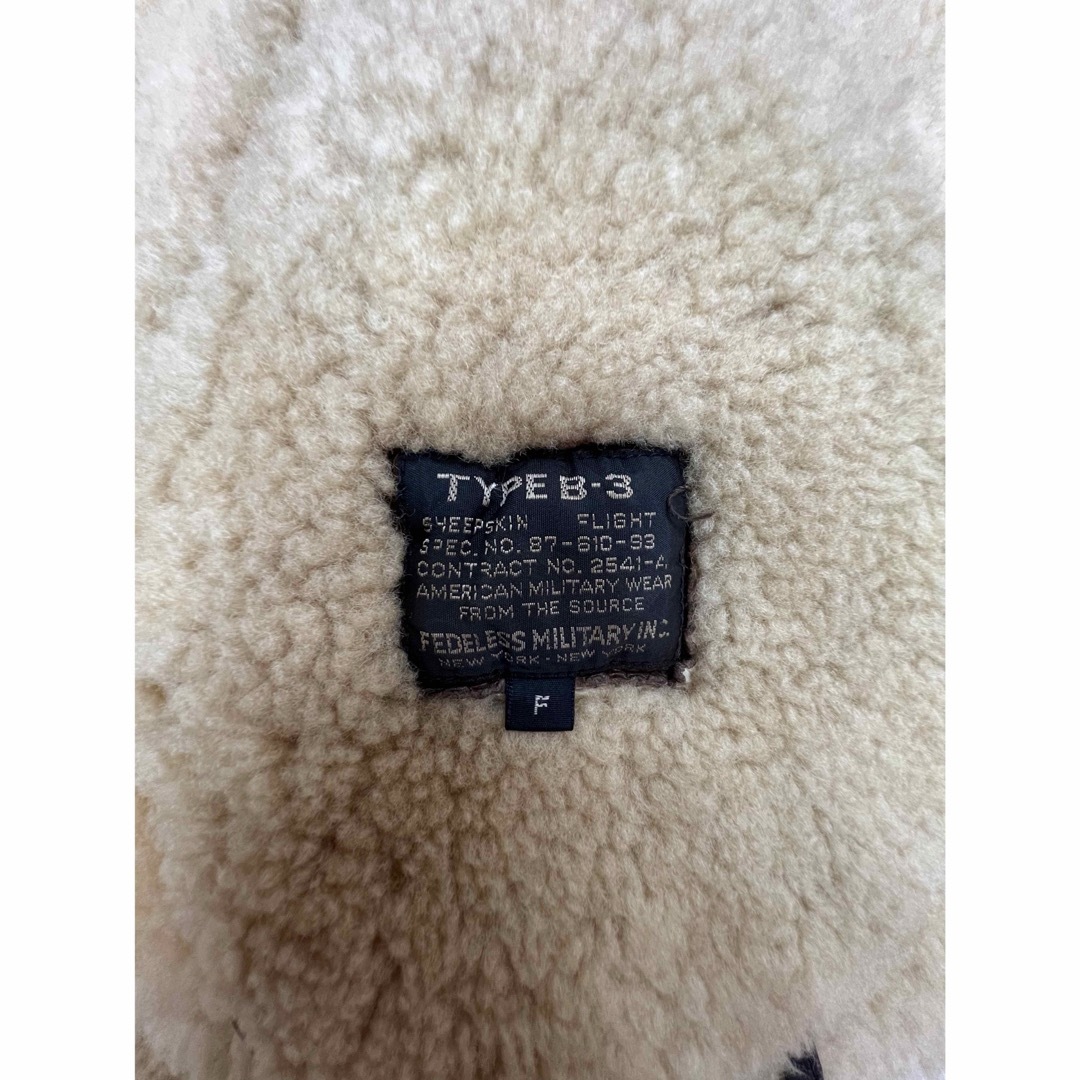 TYPE B-3
SHEEPSKIN FLIGHT
SPEC. NO. 87-610-93
CONTRACT NO. 2541-A
AMERICAN MILITARY WEAR
FROM THE SOURCE
FEDELESS MILITARY INC.
NEW YORK - NEW YORK
F